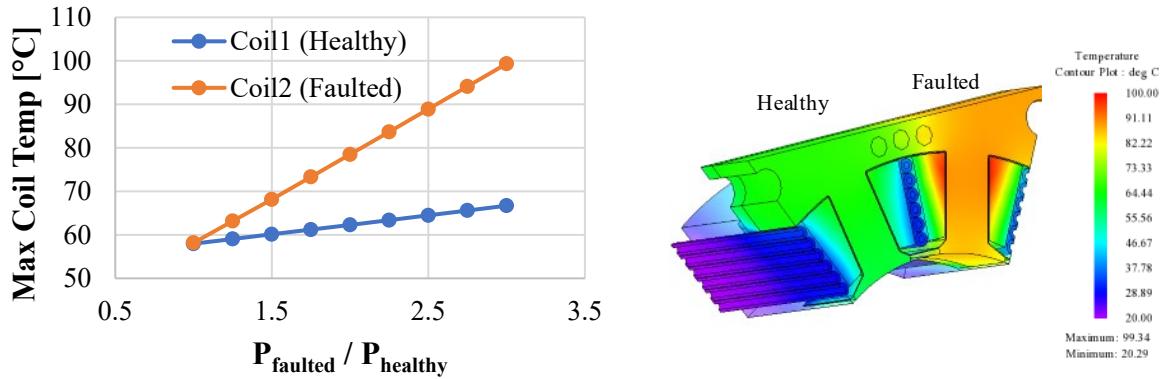 110
100
90
80
70
60
50
Max Coil Temp [°C]
Coil1 (Healthy)
Coil2 (Faulted)
0.5
1.5
2.5
3.5
P_faulted / P_healthy
Healthy
Faulted
Temperature
Contour Plot : deg C
100.00
91.11
82.22
73.33
64.44
55.56
46.67
37.78
28.89
20.00
Maximum: 99.34
Minimum: 20.29